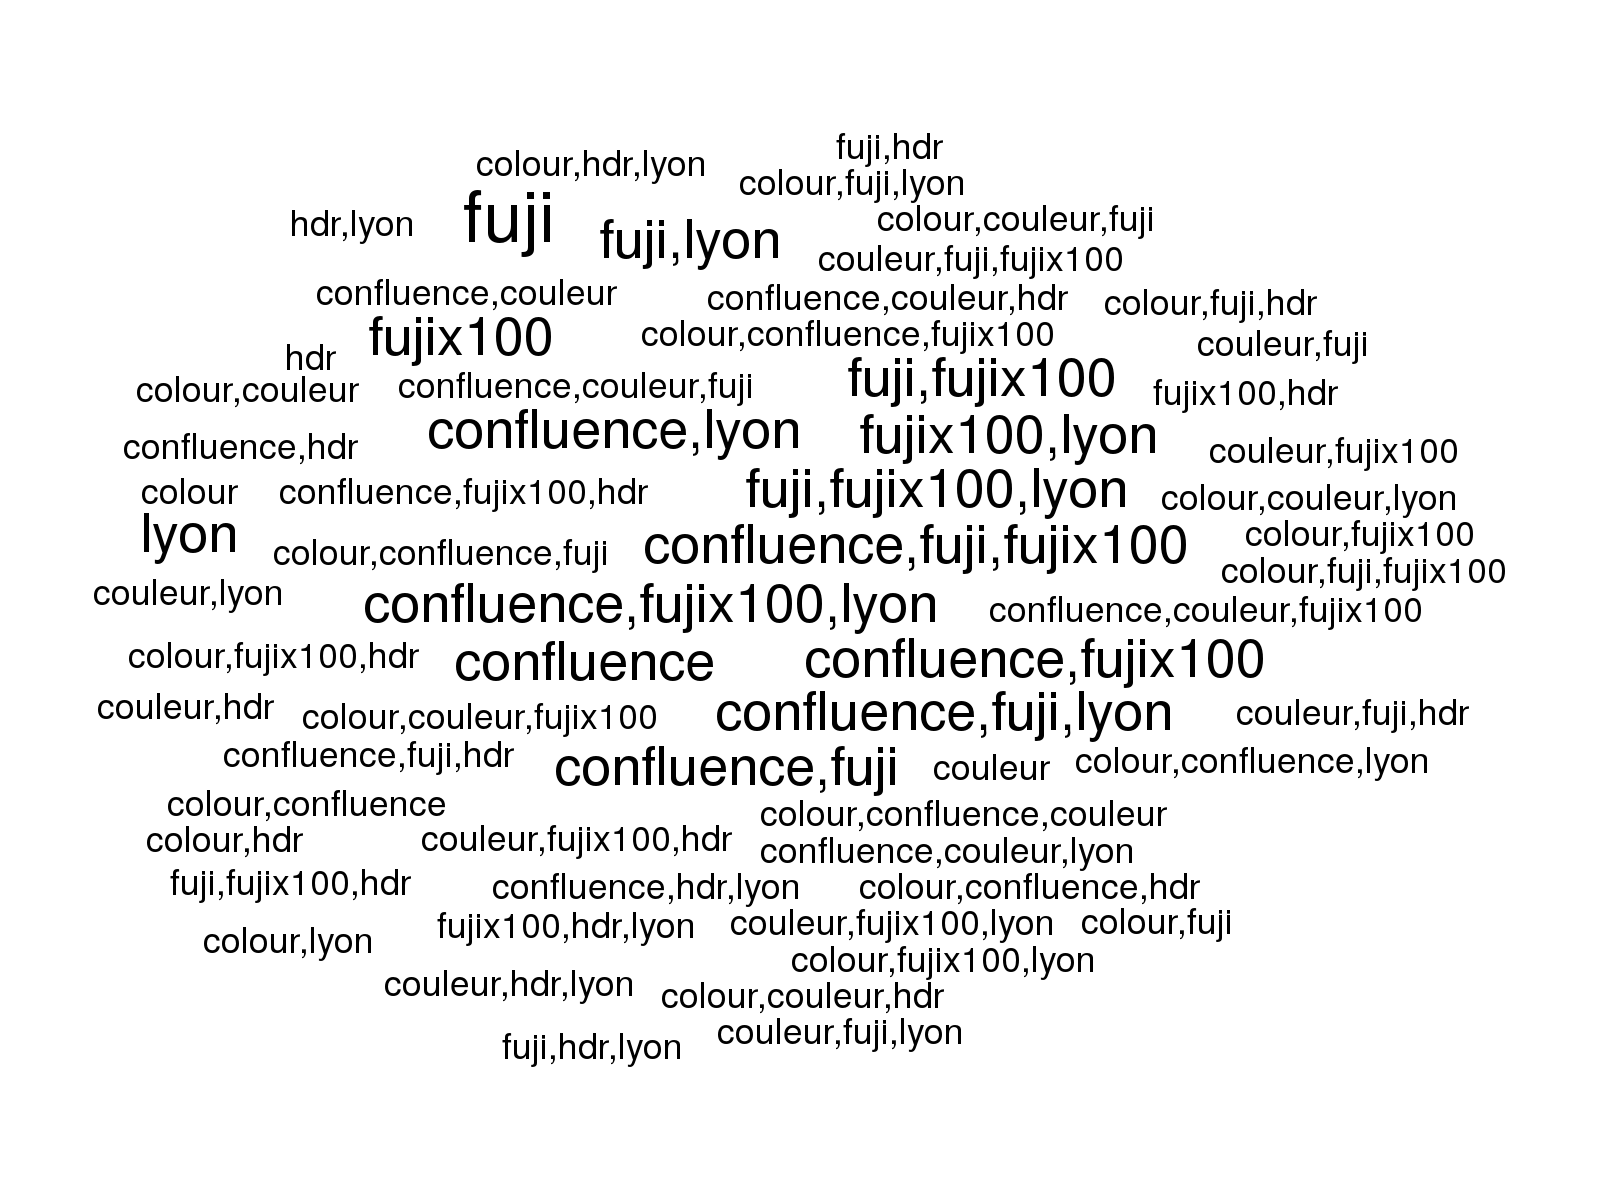 fuji,hdr
colour,hdr,lyon
colour,fuji,lyon
fuji
hdr,lyon
colour,couleur,fuji
fuji,lyon
couleur,fuji,fujix100
confluence,couleur
confluence,couleur,hdr
colour,fuji,hdr
fujix100
colour,confluence,fujix100
couleur,fuji
hdr
fuji,fujix100
colour,couleur
confluence,couleur,fuji
fujix100,hdr
confluence,lyon
fujix100,lyon
confluence,hdr
couleur,fujix100
colour
confluence,fujix100,hdr
fuji,fujix100,lyon
colour,couleur,lyon
lyon
colour,fujix100
colour,confluence,fuji
confluence,fuji,fujix100
colour,fuji,fujix100
couleur,lyon
confluence,fujix100,lyon
confluence,couleur,fujix100
colour,fujix100,hdr
confluence
confluence,fujix100
couleur,hdr
colour,couleur,fujix100
confluence,fuji,lyon
couleur,fuji,hdr
confluence,fuji,hdr
confluence,fuji
couleur
colour,confluence,lyon
colour,confluence
colour,confluence,couleur
colour,hdr
couleur,fujix100,hdr
confluence,couleur,lyon
fuji,fujix100,hdr
confluence,hdr,lyon
colour,confluence,hdr
fujix100,hdr,lyon
couleur,fujix100,lyon
colour,fuji
colour,lyon
colour,fujix100,lyon
couleur,hdr,lyon
colour,couleur,hdr
couleur,fuji,lyon
fuji,hdr,lyon